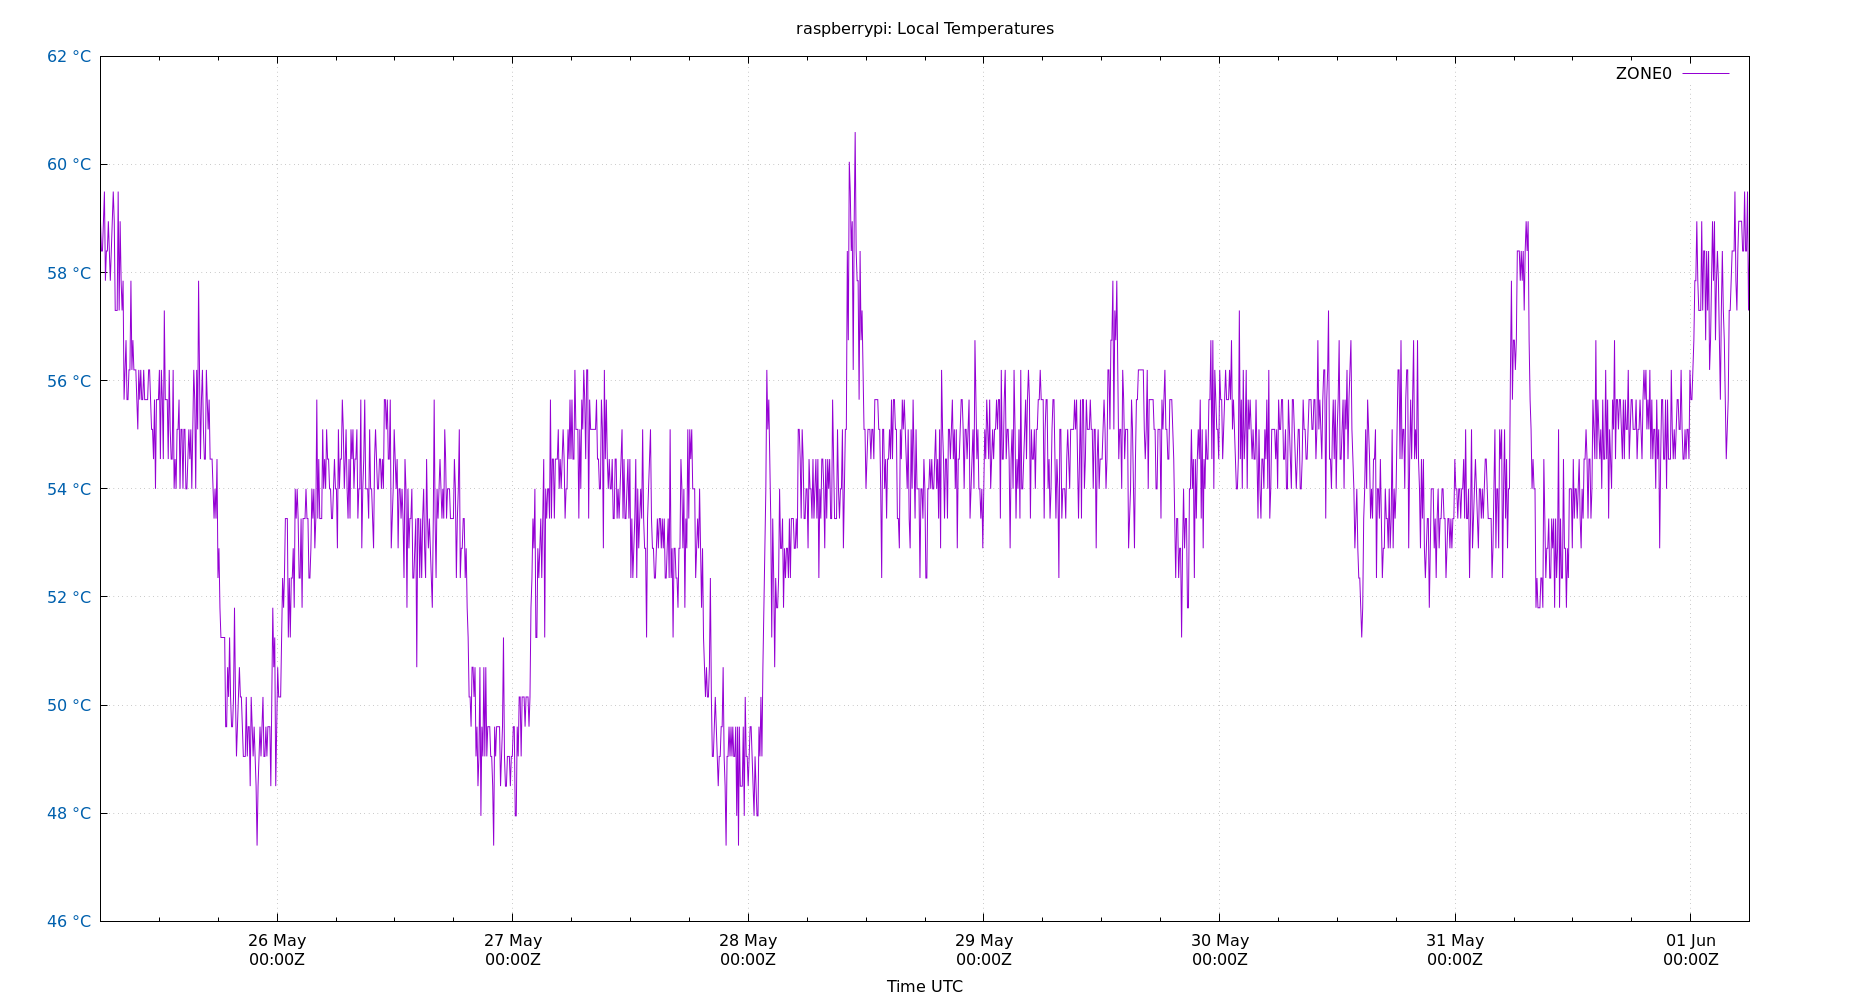 raspberrypi: Local Temperatures
62 °C
ZONE0
60 °C
58 °C
56 °C
54 °C
52 °C
50 °C
48 °C
46 °C
26 May 27 May 28 May 29 May 30 May 31 May 01 Jun
00:00Z 00:00Z 00:00Z 00:00Z 00:00Z 00:00Z 00:00Z
Time UTC